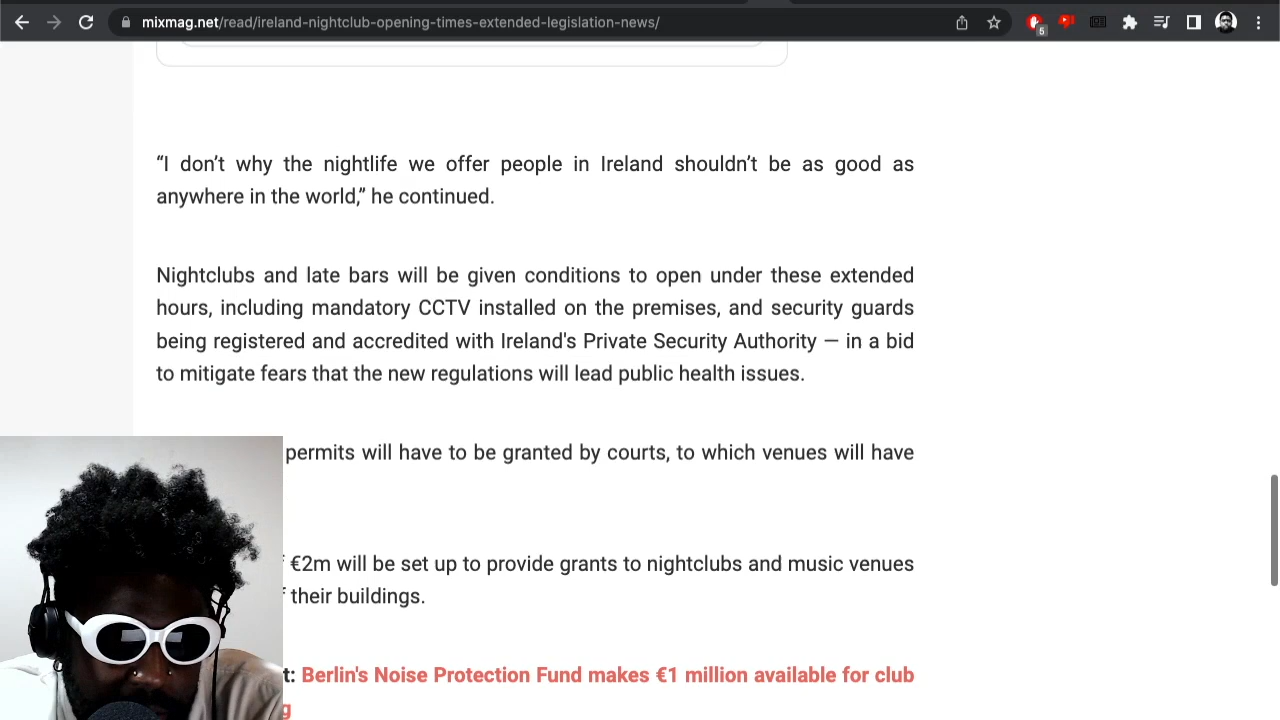 mixmag.net/read/ireland-nightclub-opening-times-extended-legislation-news/
5
“I don’t why the nightlife we offer people in Ireland shouldn’t be as good as
anywhere in the world,” he continued.
Nightclubs and late bars will be given conditions to open under these extended
hours, including mandatory CCTV installed on the premises, and security guards
being registered and accredited with Ireland's Private Security Authority — in a bid
to mitigate fears that the new regulations will lead public health issues.
permits will have to be granted by courts, to which venues will have
€2m will be set up to provide grants to nightclubs and music venues
their buildings.
t: Berlin's Noise Protection Fund makes €1 million available for club
g